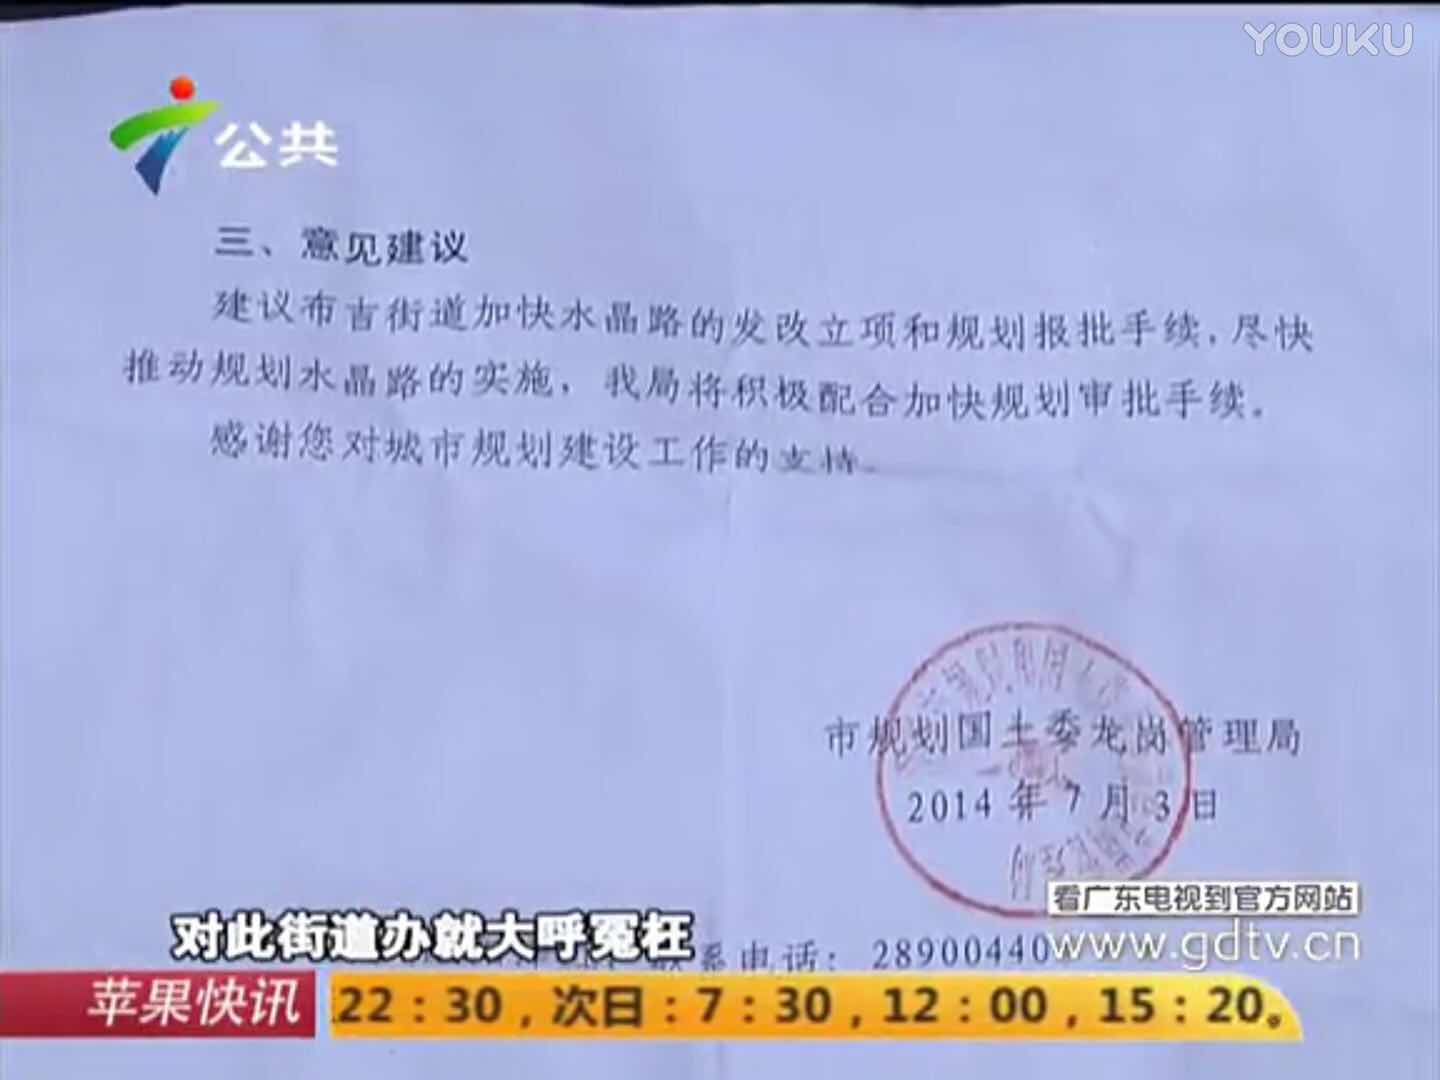 YOUKU
公共
三、意见建议
建议布吉街道加快水晶路的发改立项和规划报批手续，尽快
推动规划水晶路的实施，我局将积极配合加快规划审批手续。
感谢您对城市规划建设工作的支持。
市规划国土委龙岗管理局
2014年7月3日
看广东电视到官方网站
对此街道办就大呼冤枉
系电话：28900440
www.gdtv.cn
苹果快讯
22：30，次日：7：30，12：00，15：20。